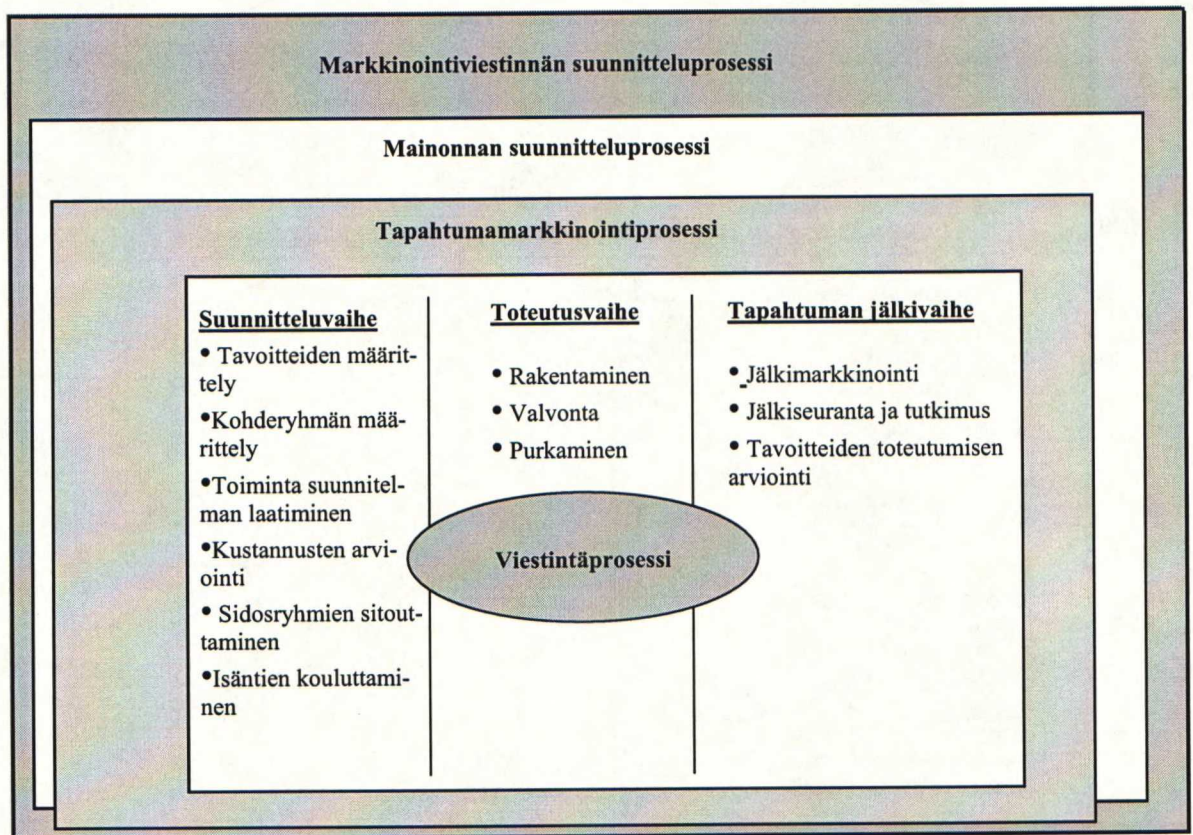 Markkinointiviestinnän suunnitteluprosessi
Mainonnan suunnitteluprosessi
Tapahtumamarkkinointiprosessi
Suunnitteluvaihe
• Tavoitteiden määrit-
tely
•Kohderyhmän mää-
rittely
•Toiminta suunnitel-
man laatiminen
•Kustannusten arvi-
ointi
• Sidosryhmien sitout-
taminen
•Isäntien kouluttami-
nen
Toteutusvaihe
• Rakentaminen
• Valvonta
• Purkaminen
Viestintäprosessi
Tapahtuman jälkivaihe
• Jälkimarkkinointi
• Jälkiseuranta ja tutkimus
• Tavoitteiden toteutumisen
arviointi